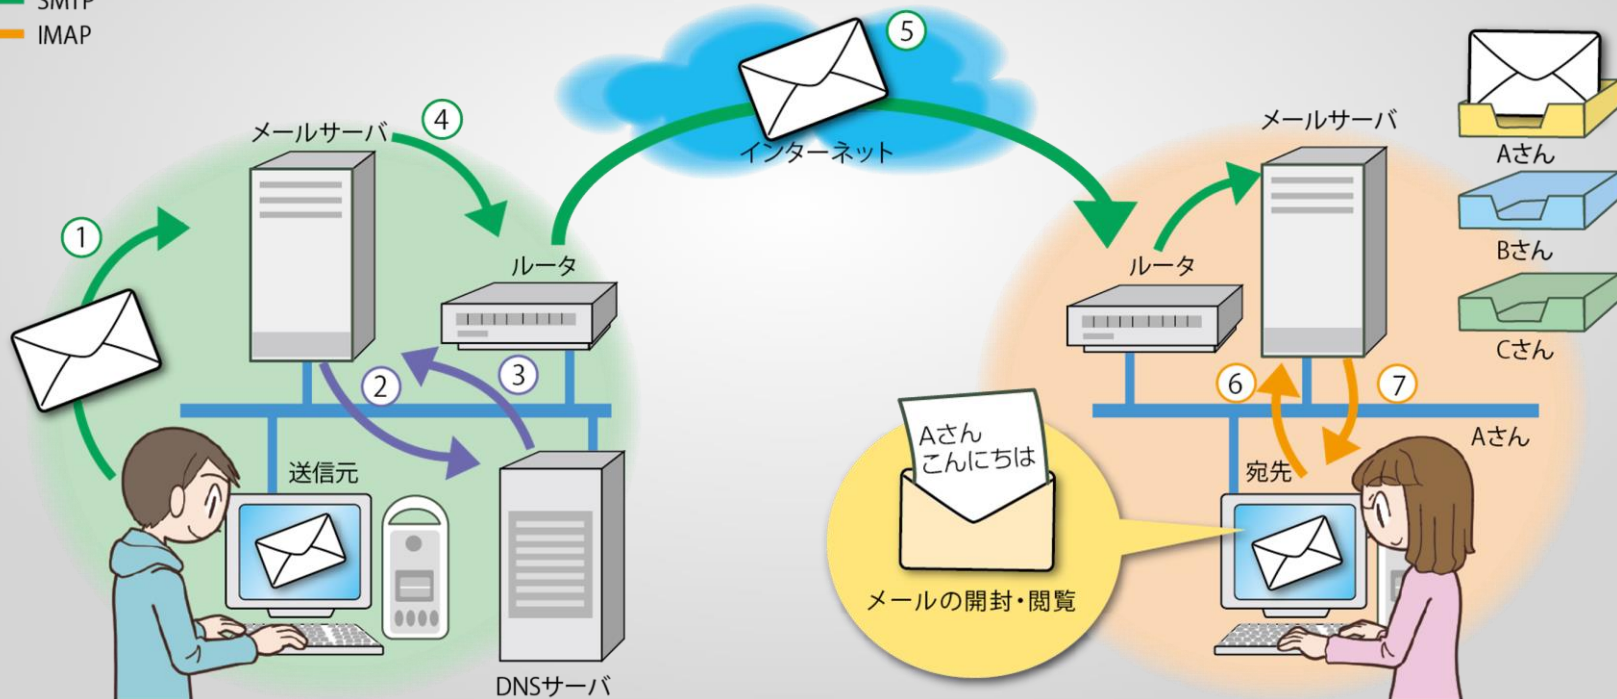 SMTP
IMAP
⑤
④
メールサーバ
インターネット
メールサーバ
Aさん
①
Bさん
ルータ
ルータ
Cさん
③
②
⑥
⑦
Aさん
こんにちは
Aさん
送信元
宛先
メールの開封・閲覧
DNSサーバ